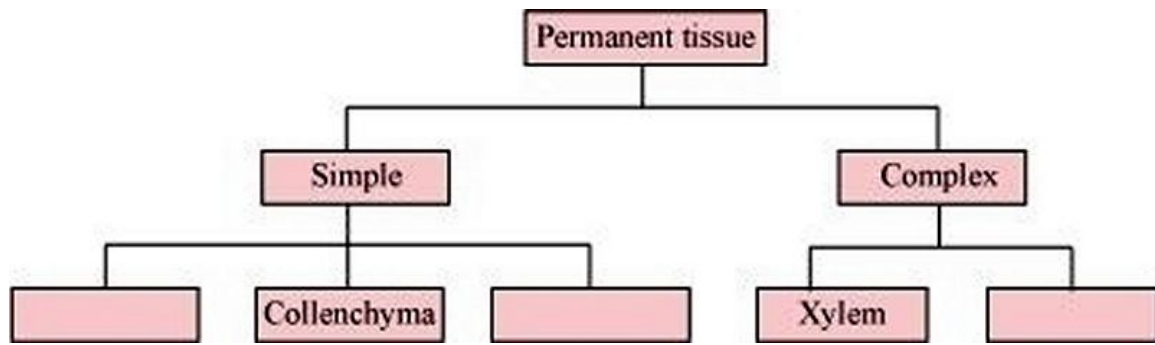 Permanent tissue
Simple
Complex
Collenchyma
Xylem